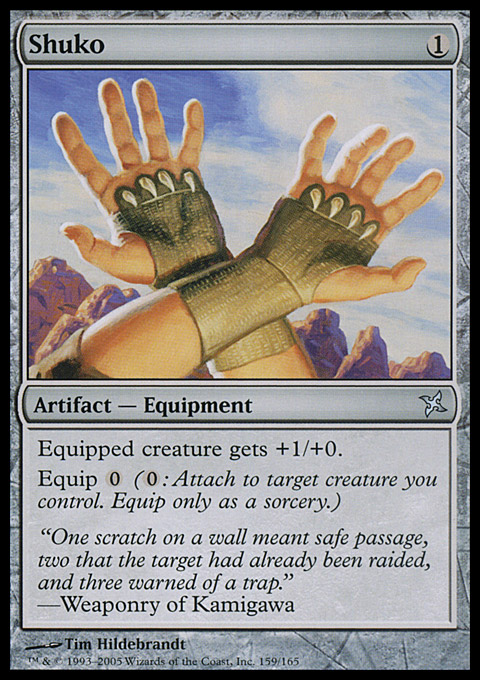 Shuko 1
Artifact — Equipment
Equipped creature gets +1/+0.
Equip 0 (0: Attach to target creature you
control. Equip only as a sorcery.)
“One scratch on a wall meant safe passage,
two that the target had already been raided,
and three warned of a trap.”
—Weaponry of Kamigawa
Tim Hildebrandt
™ & © 1993–2005 Wizards of the Coast, Inc. 159/165